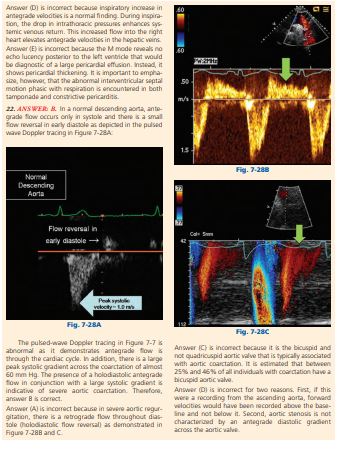 Answer (D) is incorrect because inspiratory increase in
antegrade velocities is a normal finding. During inspira-
tion, the drop in intrathoracic pressures enhances sys-
temic venous return. This increased flow into the right
heart elevates antegrade velocities in the hepatic veins.
Answer (E) is incorrect because the M mode reveals no
echo lucency posterior to the left ventricle that would
be diagnostic of a large pericardial effusion. Instead, it
shows pericardial thickening. It is important to empha-
size, however, that the abnormal interventricular septal
motion phasic with respiration is encountered in both
tamponade and constrictive pericarditis.
22. ANSWER: B. In a normal descending aorta, ante-
grade flow occurs only in systole and there is a small
flow reversal in early diastole as depicted in the pulsed
wave Doppler tracing in Figure 7-28A:
Normal
Descending
Aorta
Flow reversal in
early diastole →
Peak systolic
velocity~ 1.0 m/s
Fig. 7-28A
The pulsed-wave Doppler tracing in Figure 7-7 is
abnormal as it demonstrates antegrade flow is
through the cardiac cycle. In addition, there is a large
peak systolic gradient across the coarctation of almost
60 mm Hg. The presence of a holodiastolic antegrade
flow in conjunction with a large systolic gradient is
indicative of severe aortic coarctation. Therefore,
answer B is correct.
Answer (A) is incorrect because in severe aortic regur-
gitation, there is a retrograde flow throughout dias-
tole (holodiastolic flow reversal) as demonstrated in
Figure 7-28B and C.
.60
.60
PW:2MHz
.50
m/s
1.5
Fig. 7-28B
.77
.77
Col+ 5mm
42
112
Fig. 7-28C
Answer (C) is incorrect because it is the bicuspid and
not quadricuspid aortic valve that is typically associated
with aortic coarctation. It is estimated that between
25% and 46% of all individuals with coarctation have a
bicuspid aortic valve.
Answer (D) is incorrect for two reasons. First, if this
were a recording from the ascending aorta, forward
velocities would have been recorded above the base-
line and not below it. Second, aortic stenosis is not
characterized by an antegrade diastolic gradient
across the aortic valve.